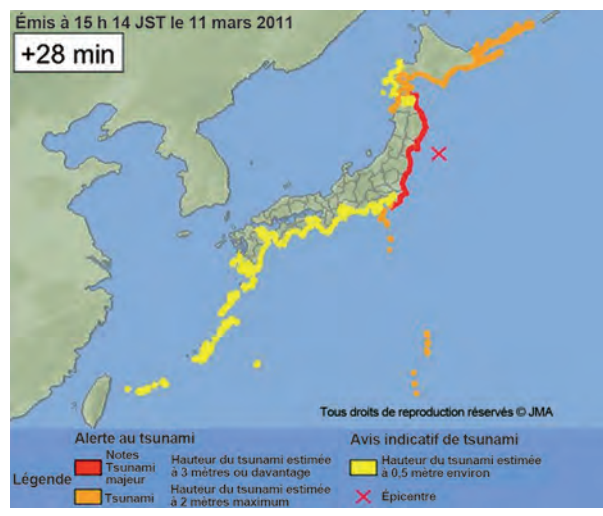 Émis à 15 h 14 JST le 11 mars 2011
+28 min
Tous droits de reproduction réservés © JMA
Alerte au tsunami
Avis indicatif de tsunami
Légende
Notes
Tsunami
majeur
Hauteur du tsunami estimée
à 3 mètres ou davantage
Hauteur du tsunami estimée
à 0,5 mètre environ
Tsunami
Hauteur du tsunami estimée
à 2 mètres maximum
Épicentre